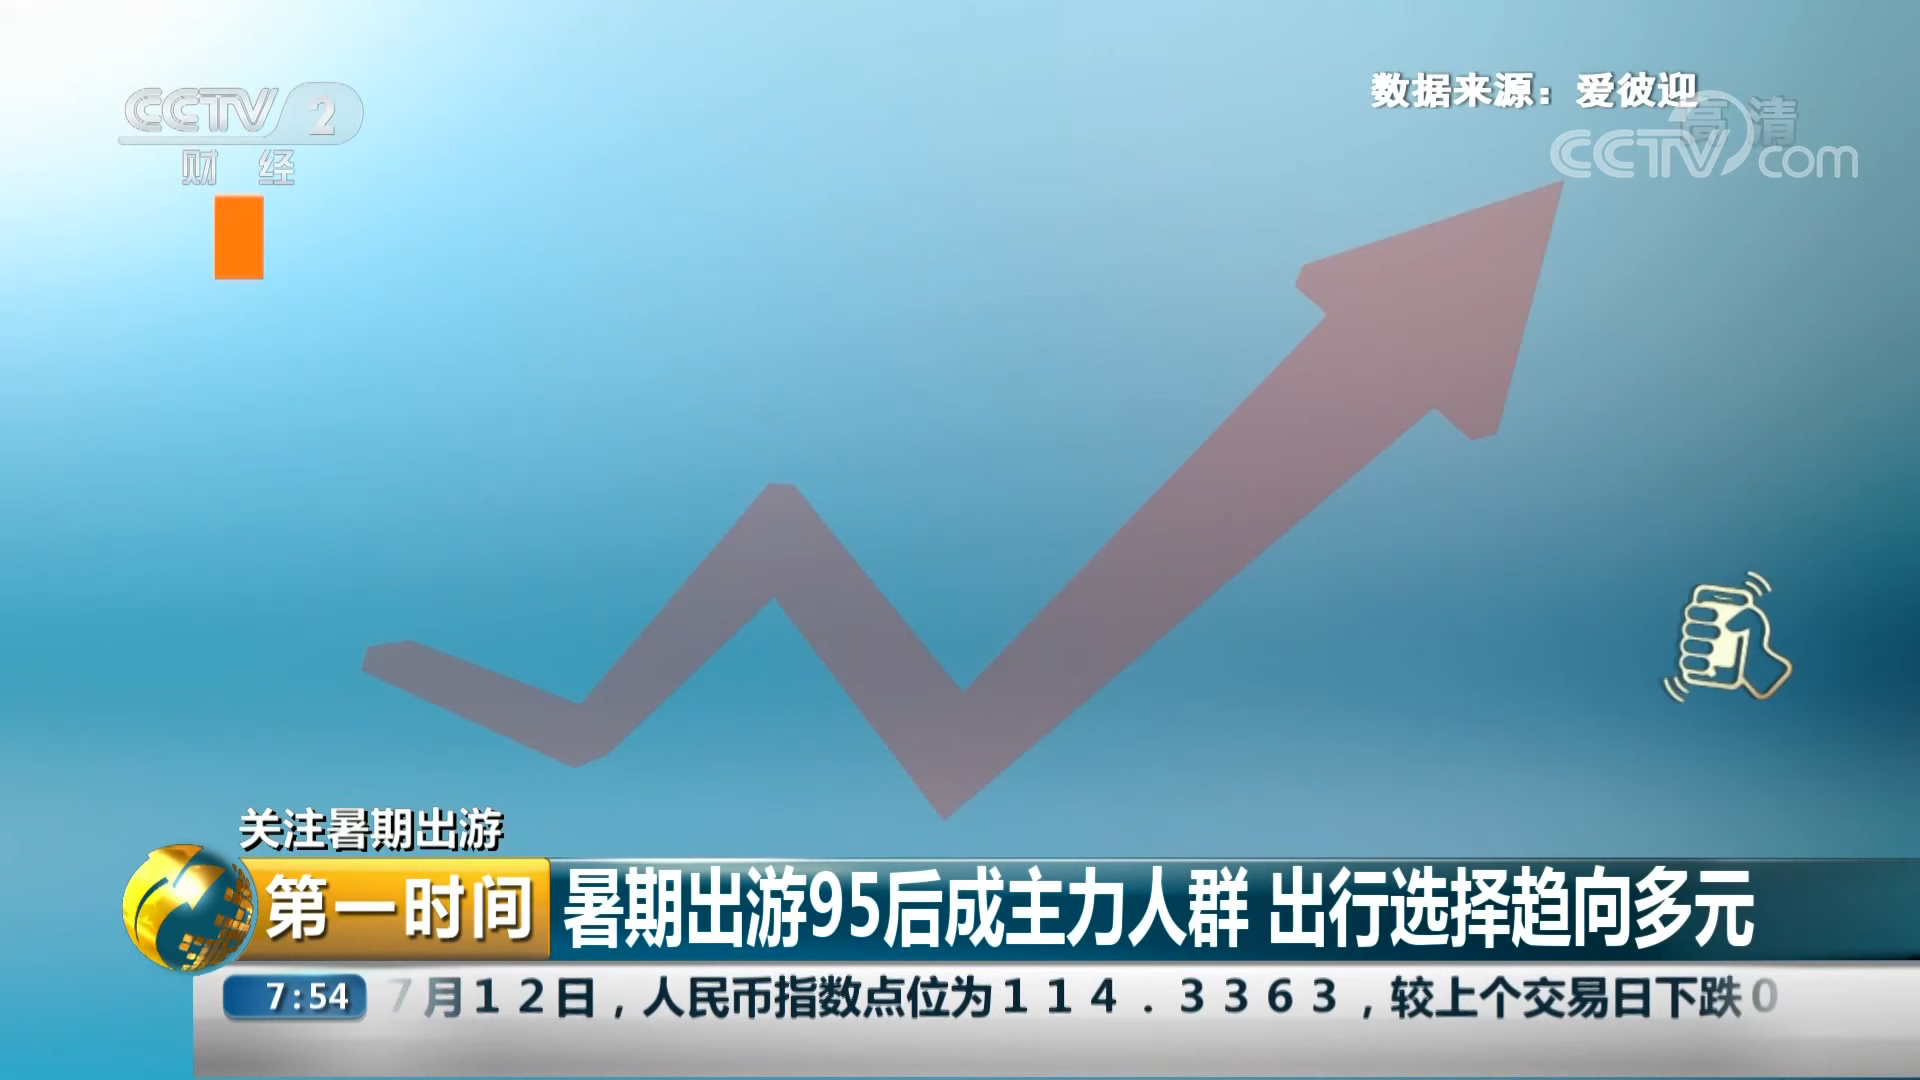 CCTV 2
财 经
数据来源：爱彼迎
高清
CCTV com
关注暑期出游
第一时间
暑期出游95后成主力人群 出行选择趋向多元
7:54
7月12日，人民币指数点位为114．3363，较上个交易日下跌0